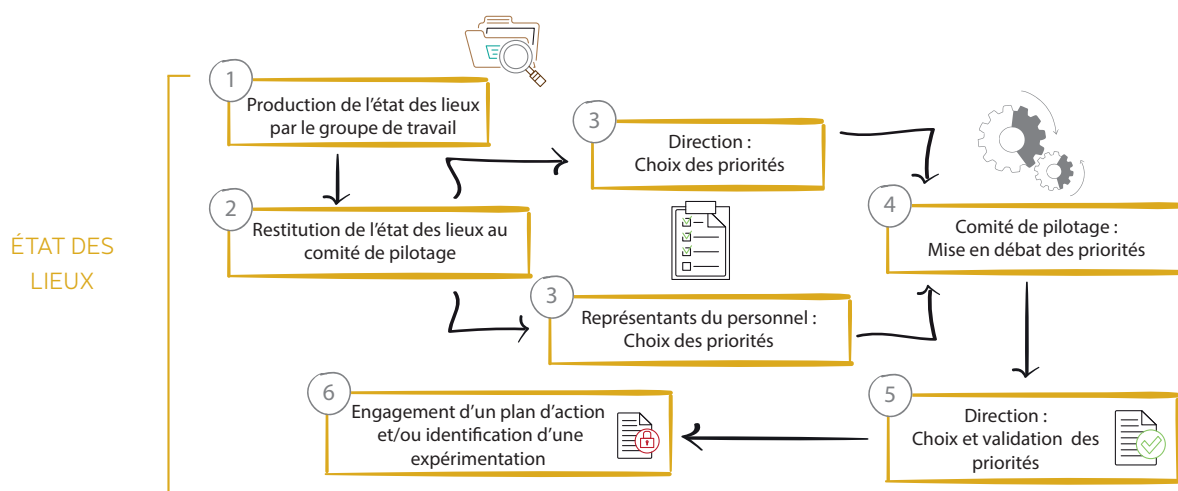 ÉTAT DES
LIEUX
1
Production de l’état des lieux
par le groupe de travail
2
Restitution de l’état des lieux au
comité de pilotage
3
Direction :
Choix des priorités
3
Représentants du personnel :
Choix des priorités
4
Comité de pilotage :
Mise en débat des priorités
5
Direction :
Choix et validation des
priorités
6
Engagement d’un plan d’action
et/ou identification d’une
expérimentation